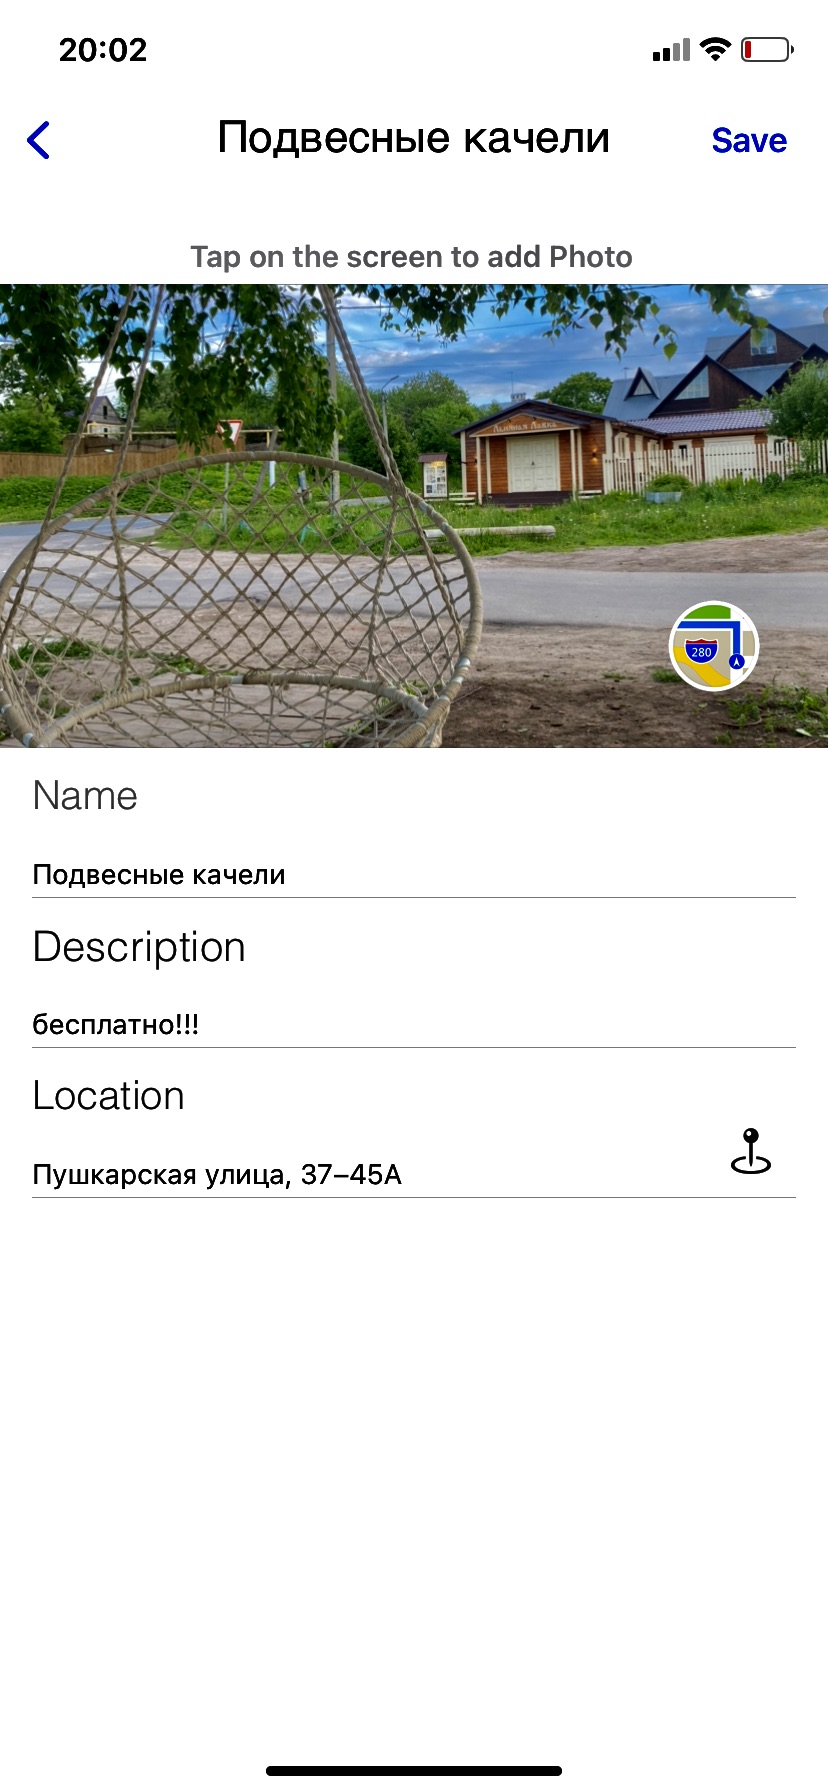 20:02
Подвесные качели
Save
Tap on the screen to add Photo
280
Name
Подвесные качели
Description
бесплатно!!!
Location
Пушкарская улица, 37–45А